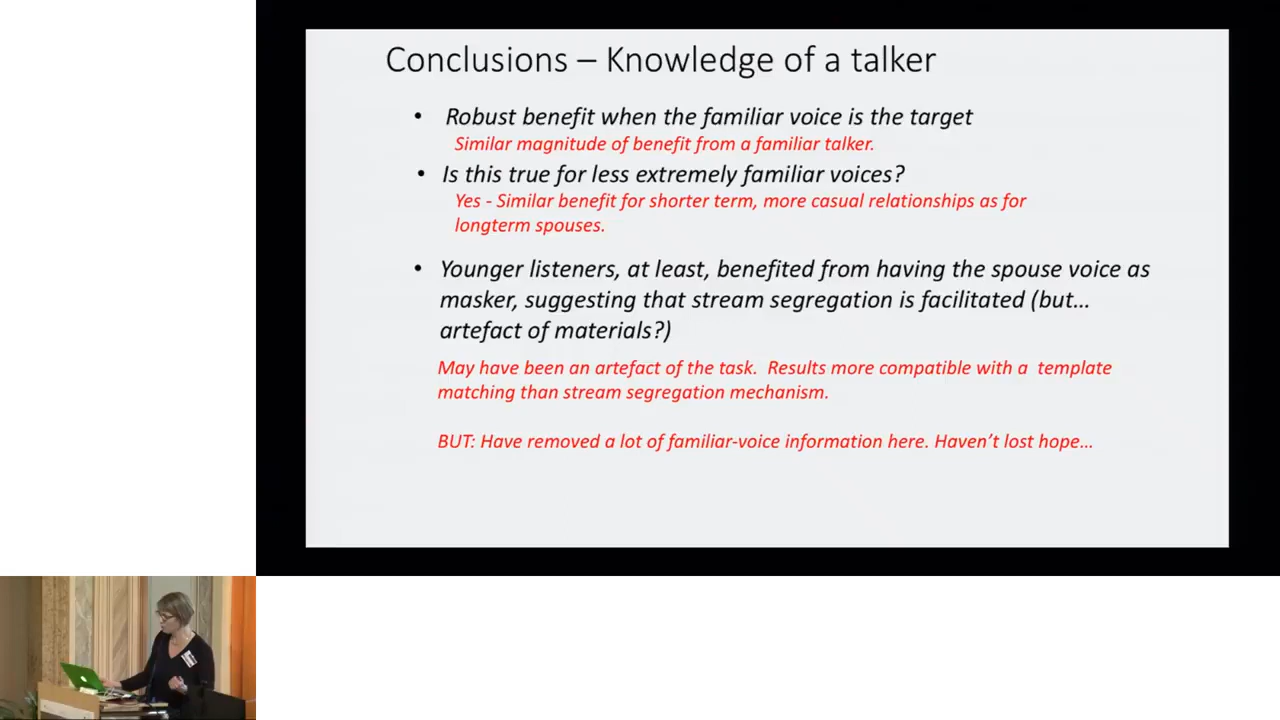 Conclusions – Knowledge of a talker
• Robust benefit when the familiar voice is the target
Similar magnitude of benefit from a familiar talker.
• Is this true for less extremely familiar voices?
Yes - Similar benefit for shorter term, more casual relationships as for
longterm spouses.
• Younger listeners, at least, benefited from having the spouse voice as
masker, suggesting that stream segregation is facilitated (but…
artefact of materials?)
May have been an artefact of the task. Results more compatible with a template
matching than stream segregation mechanism.
BUT: Have removed a lot of familiar-voice information here. Haven't lost hope…